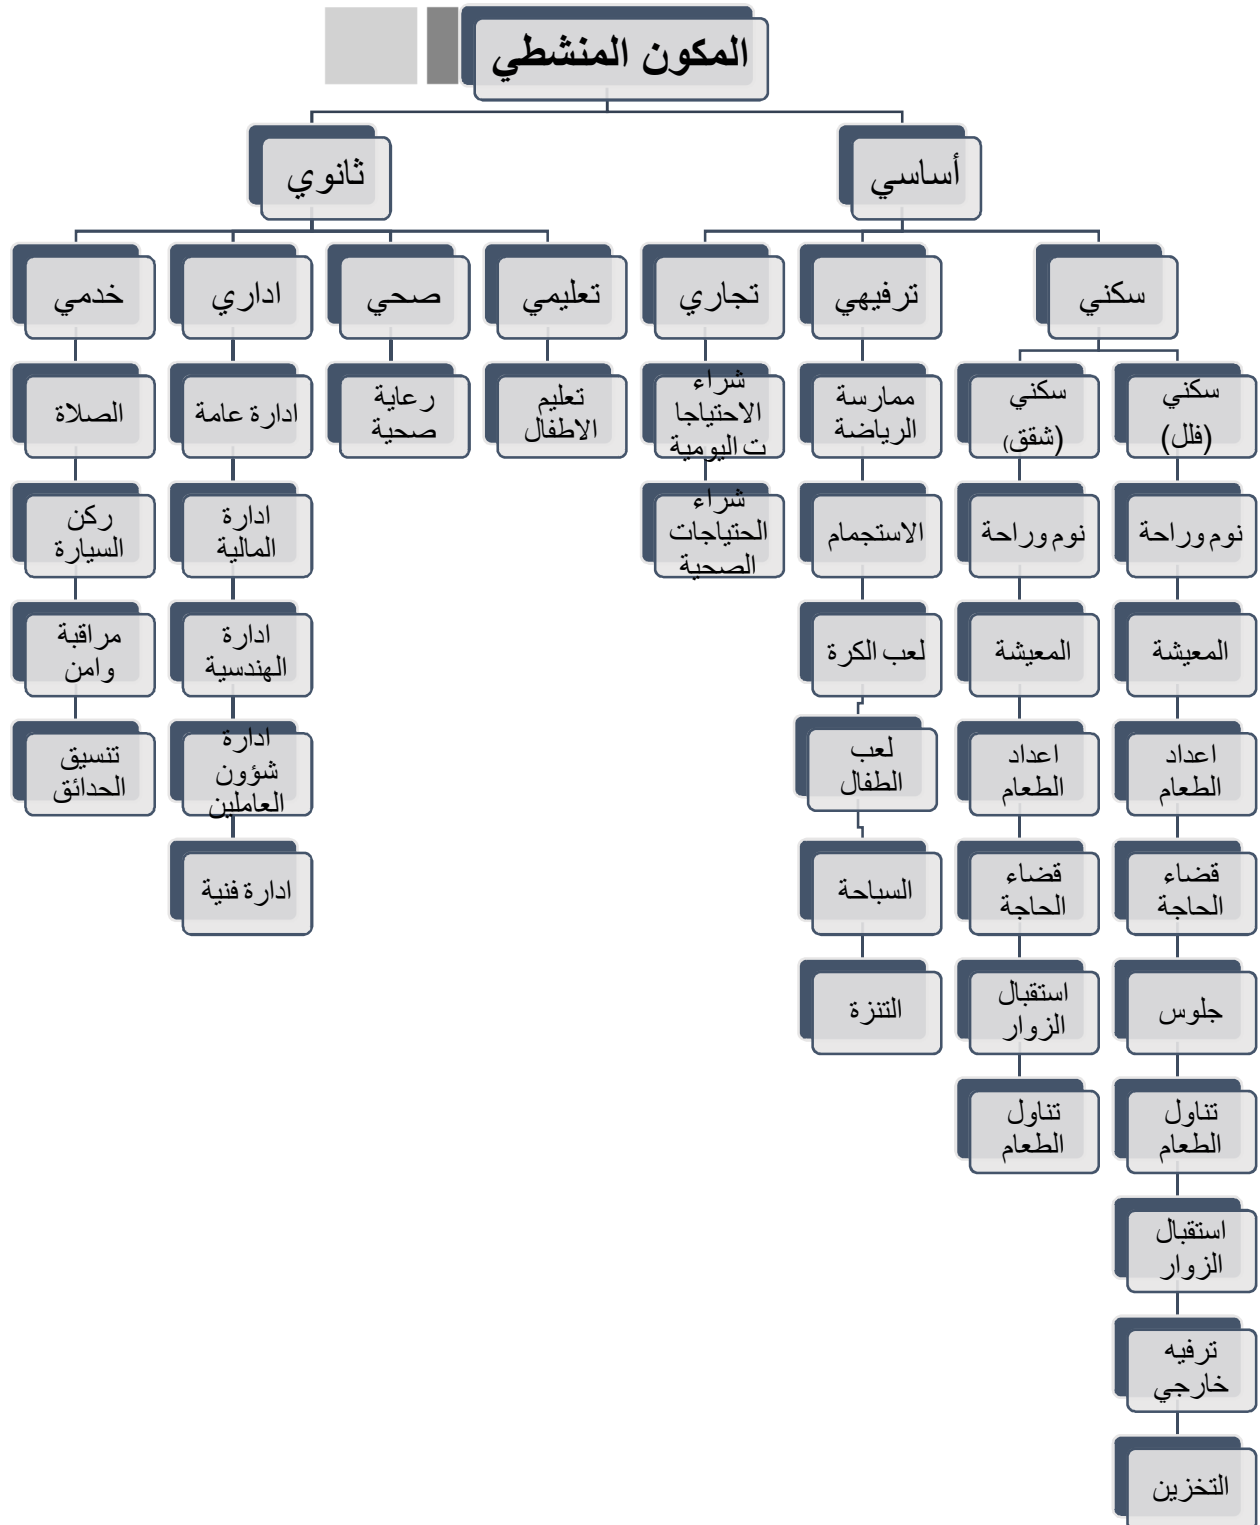 المكون المنشطي
أساسي
ثانوي
سكني
ترفيهي
تجاري
تعليمي
صحي
اداري
خدمي
سكني
(فلل)
سكني
(شقق)
ممارسة
الرياضة
شراء
الاحتياجا
ت اليومية
تعليم
الاطفال
رعاية
صحية
ادارة عامة
الصلاة
نوم وراحة
نوم وراحة
الاستجمام
شراء
الحتياجات
الصحية
ادارة
المالية
ركن
السيارة
المعيشة
المعيشة
لعب الكرة
ادارة
الهندسية
مراقبة
وامن
اعداد
الطعام
اعداد
الطعام
لعب
الطفال
ادارة
شؤون
العاملين
تنسيق
الحدائق
قضاء
الحاجة
قضاء
الحاجة
السباحة
ادارة فنية
جلوس
استقبال
الزوار
التنزة
تناول
الطعام
تناول
الطعام
استقبال
الزوار
ترفيه
خارجي
التخزين